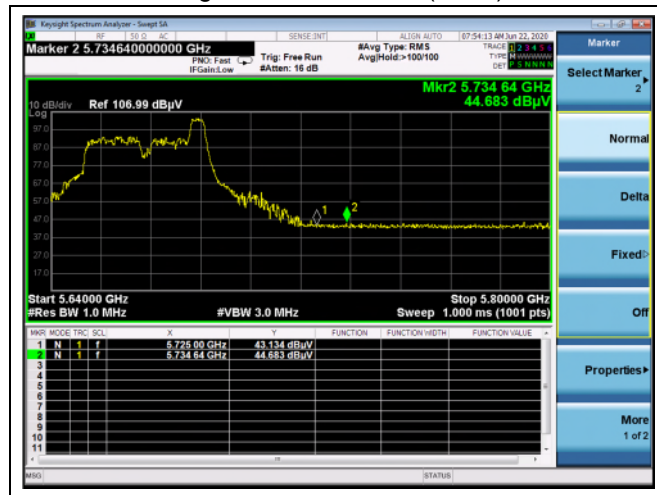 Keysight Spectrum Analyzer - Swept SA
RF 50 Ω AC SENSE:INT ALIGN AUTO 07:54:13 AM Jun 22, 2020
Marker 2 5.734640000000 GHz
PNO: Fast
IFGain:Low
Trig: Free Run
#Atten: 16 dB
#Avg Type: RMS
Avg|Hold:>100/100
TRACE 1 2 3 4 5 6
TYPE M
DET P S N N N N
Mkr2 5.734 64 GHz
44.683 dBµV
10 dB/div Ref 106.99 dBµV
Log
97.0
87.0
77.0
67.0
57.0
47.0
37.0
27.0
17.0
1
2
Start 5.64000 GHz
Stop 5.80000 GHz
#Res BW 1.0 MHz
#VBW 3.0 MHz
Sweep 1.000 ms (1001 pts)
MKR MODE TRC SCL X Y FUNCTION FUNCTION WIDTH FUNCTION VALUE
1 N 1 f 5.725 00 GHz 43.134 dBµV
2 N 1 f 5.734 64 GHz 44.683 dBµV
3
4
5
6
7
8
9
10
11
MSG
STATUS
Marker
Select Marker
2
Normal
Delta
Fixed
Off
Properties
More
1 of 2